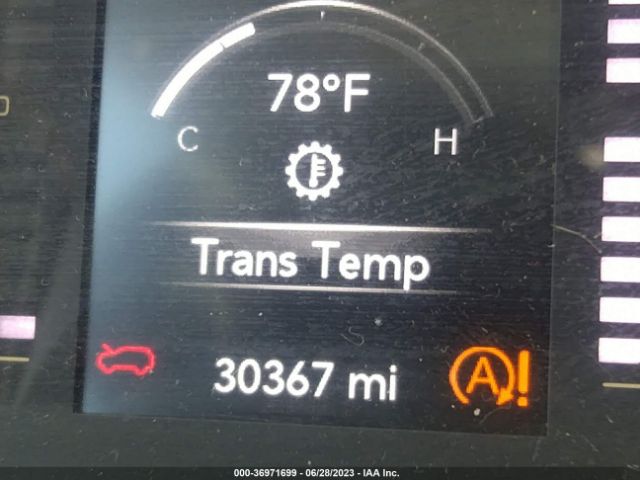 78°F
C H
Trans Temp
30367 mi
A!
000-36971699 - 06/28/2023 - IAA Inc.